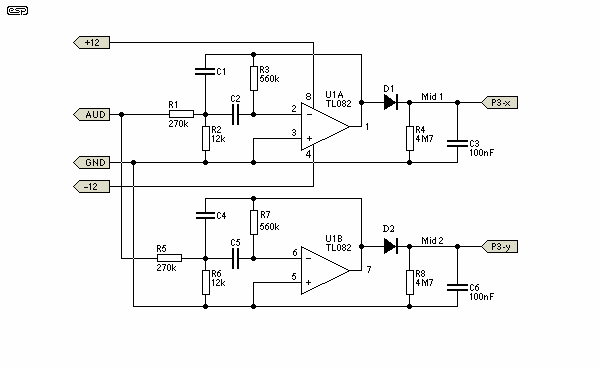 esp
+12
AUD
GND
-12
R1
270k
C1
R2
12k
C2
R3
560k
U1A
TL082
8
2
3
4
1
D1
Mid 1
R4
4M7
C3
100nF
P3-x
R5
270k
C4
R6
12k
C5
R7
560k
U1B
TL082
6
5
7
D2
Mid 2
R8
4M7
C6
100nF
P3-y